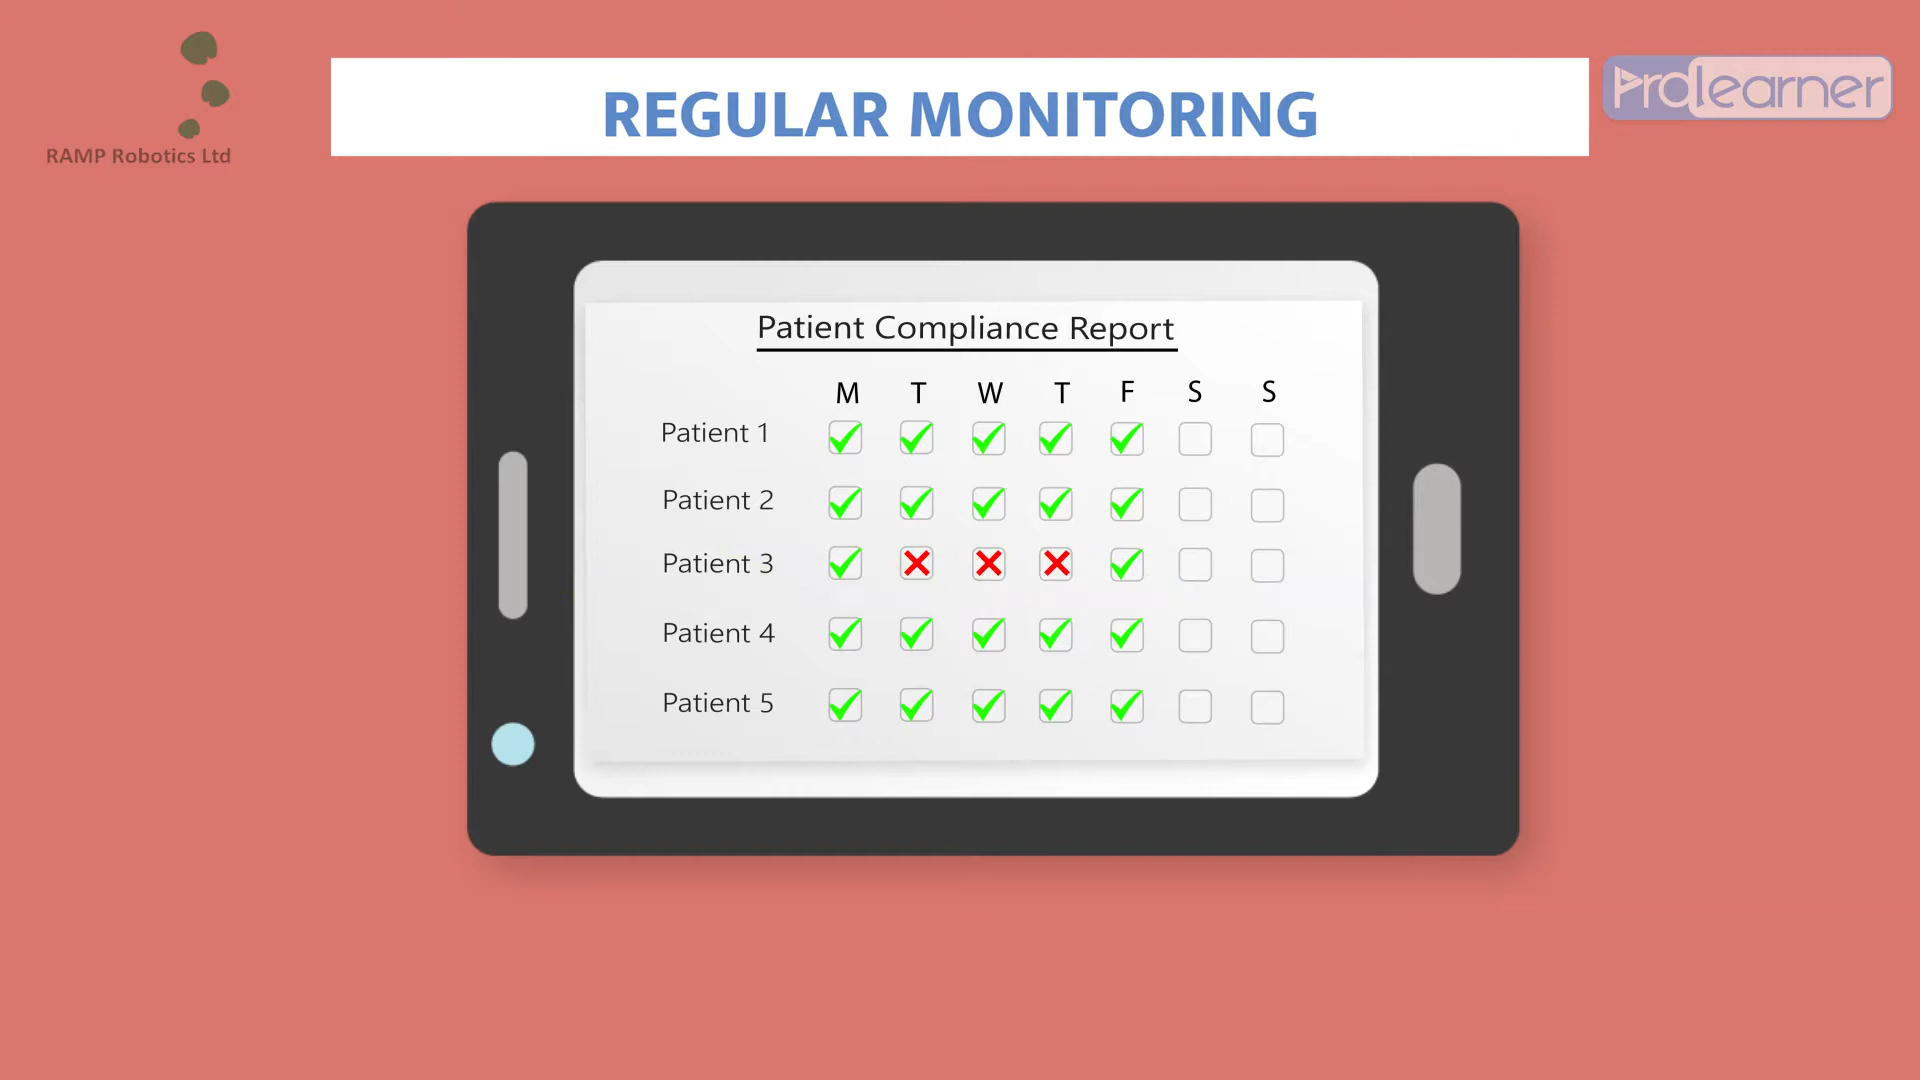 REGULAR MONITORING
Prolearner
RAMP Robotics Ltd
Patient Compliance Report
M T W T F S S
Patient 1
Patient 2
Patient 3
Patient 4
Patient 5